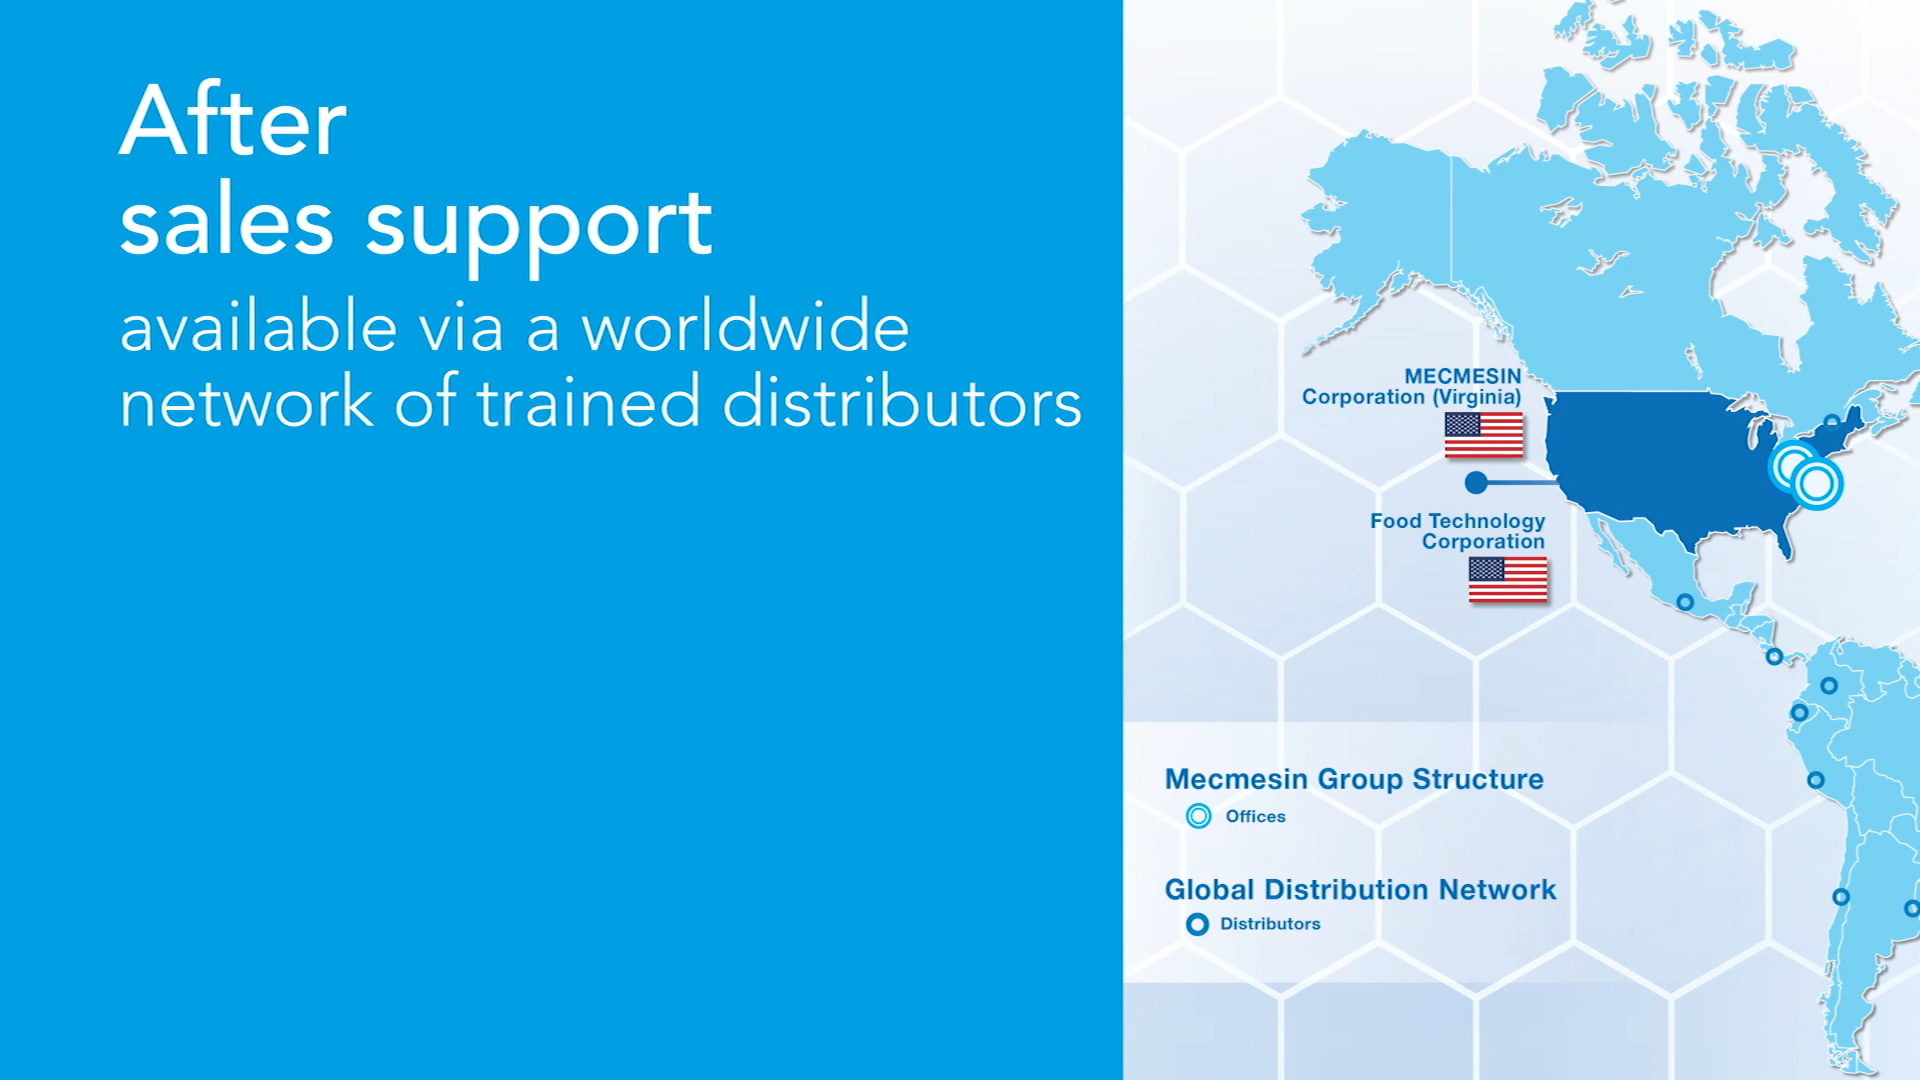 After
sales support
available via a worldwide
network of trained distributors
MECMESIN
Corporation (Virginia)
Food Technology
Corporation
Mecmesin Group Structure
Offices
Global Distribution Network
Distributors